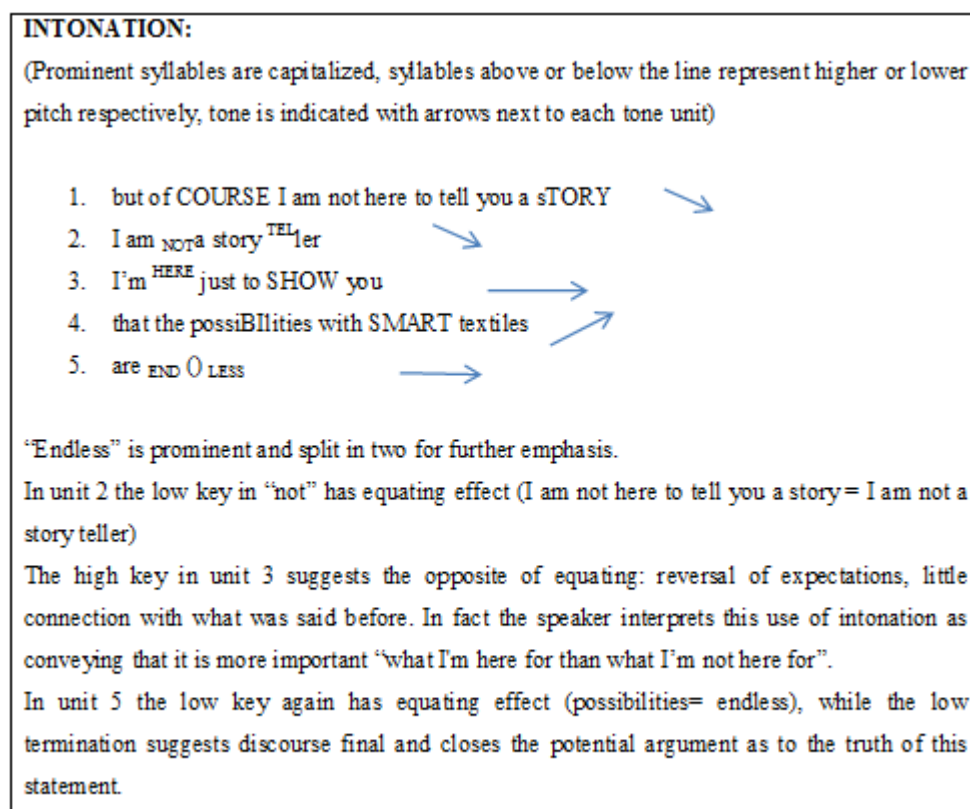 INTONATION:
(Prominent syllables are capitalized, syllables above or below the line represent higher or lower
pitch respectively, tone is indicated with arrows next to each tone unit)
1. but of COURSE I am not here to tell you a sTORY
2. I am NOT a story TELler
3. I'm HERE just to SHOW you
4. that the possiBIlities with SMART textiles
5. are END () LESS
“Endless” is prominent and split in two for further emphasis.
In unit 2 the low key in “not” has equating effect (I am not here to tell you a story = I am not a
story teller)
The high key in unit 3 suggests the opposite of equating: reversal of expectations, little
connection with what was said before. In fact the speaker interprets this use of intonation as
conveying that it is more important “what I'm here for than what I'm not here for”.
In unit 5 the low key again has equating effect (possibilities= endless), while the low
termination suggests discourse final and closes the potential argument as to the truth of this
statement.